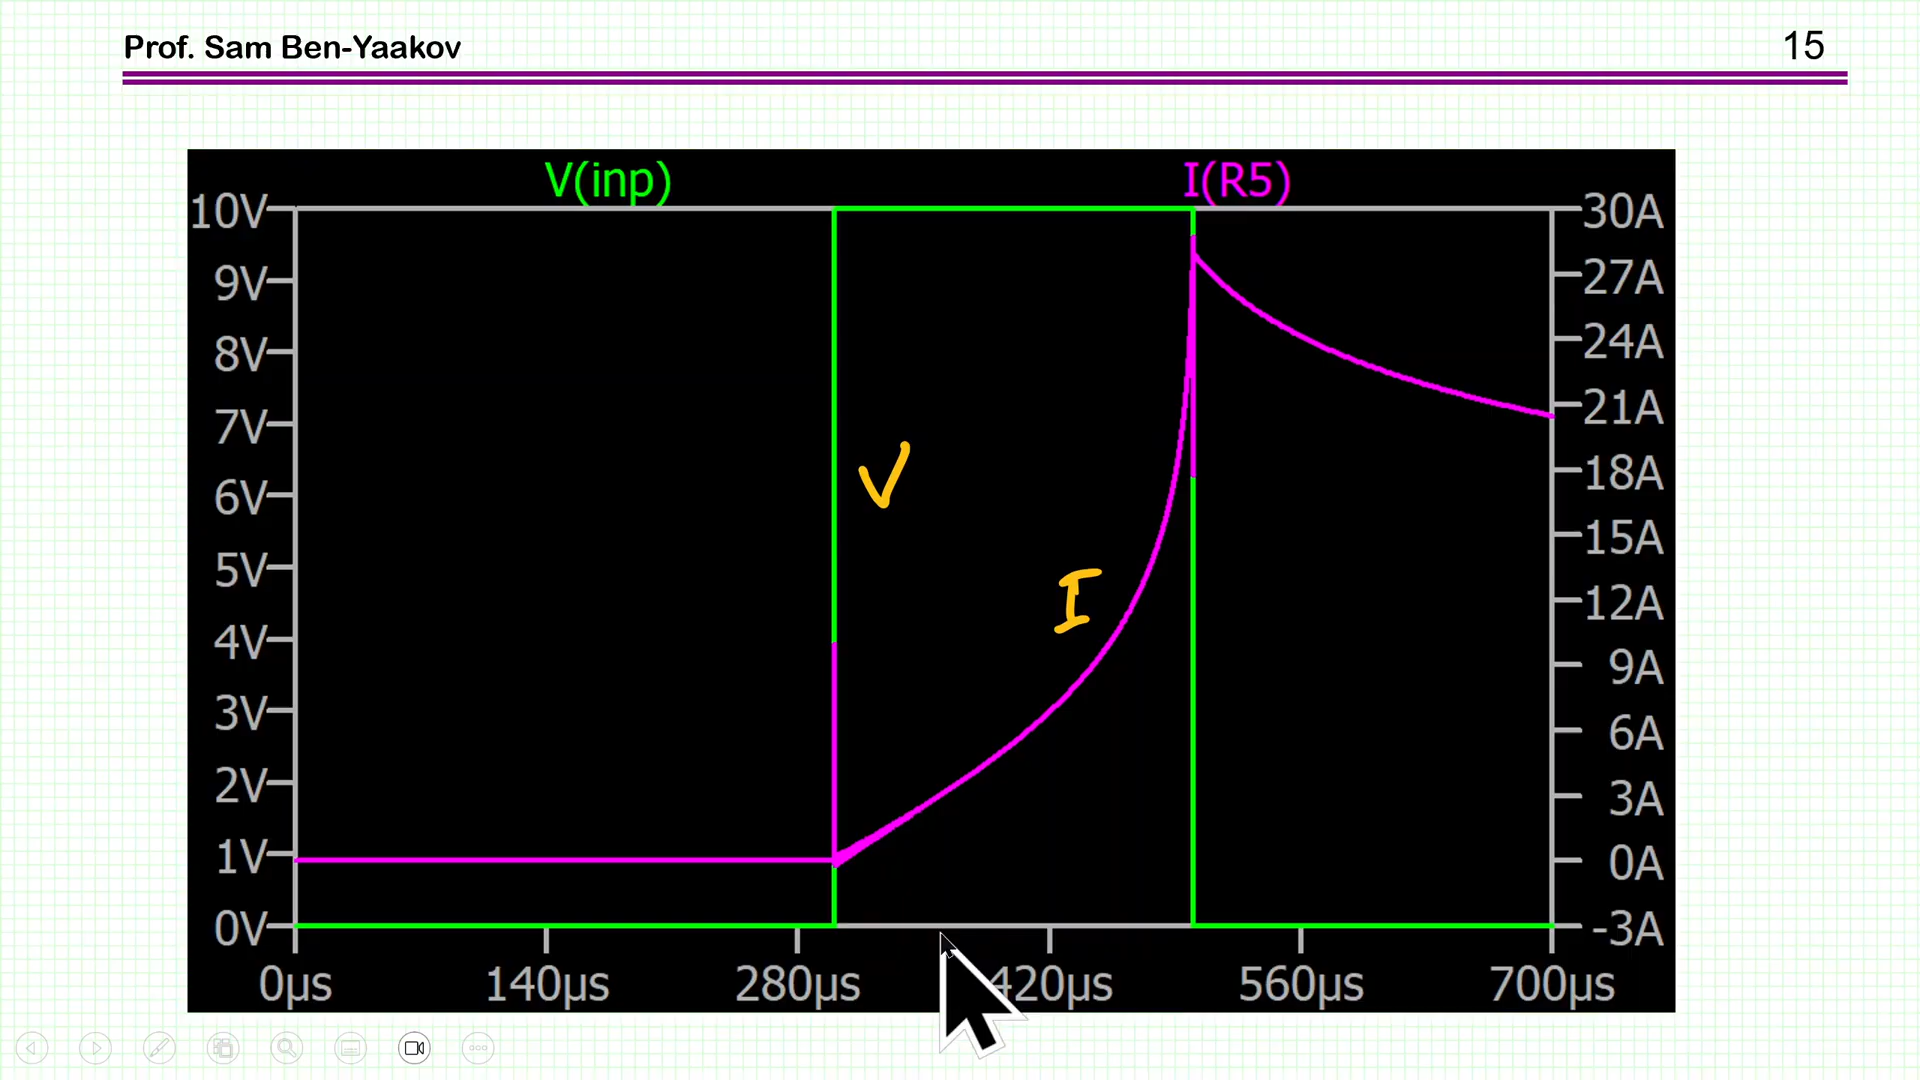 Prof. Sam Ben-Yaakov 15
V(inp) I(R5)
10V 30A
9V 27A
8V 24A
7V 21A
6V 18A
5V 15A
4V 12A
3V 9A
2V 6A
1V 3A
0V 0A
-3A
V
I
0µs 140µs 280µs 420µs 560µs 700µs